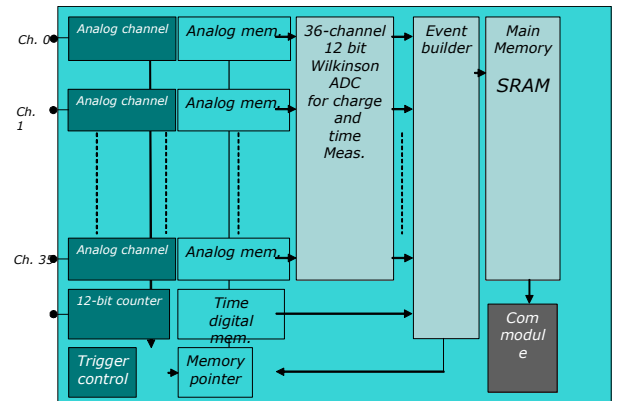 Ch. 0
Analog channel
Analog mem.
36-channel
12 bit
Wilkinson
ADC
for charge
and
time
Meas.
Event
builder
Main
Memory
SRAM
Ch.
1
Analog channel
Analog mem.
Ch. 35
Analog channel
Analog mem.
12-bit counter
Time
digital
mem.
Com
modul
e
Trigger
control
Memory
pointer